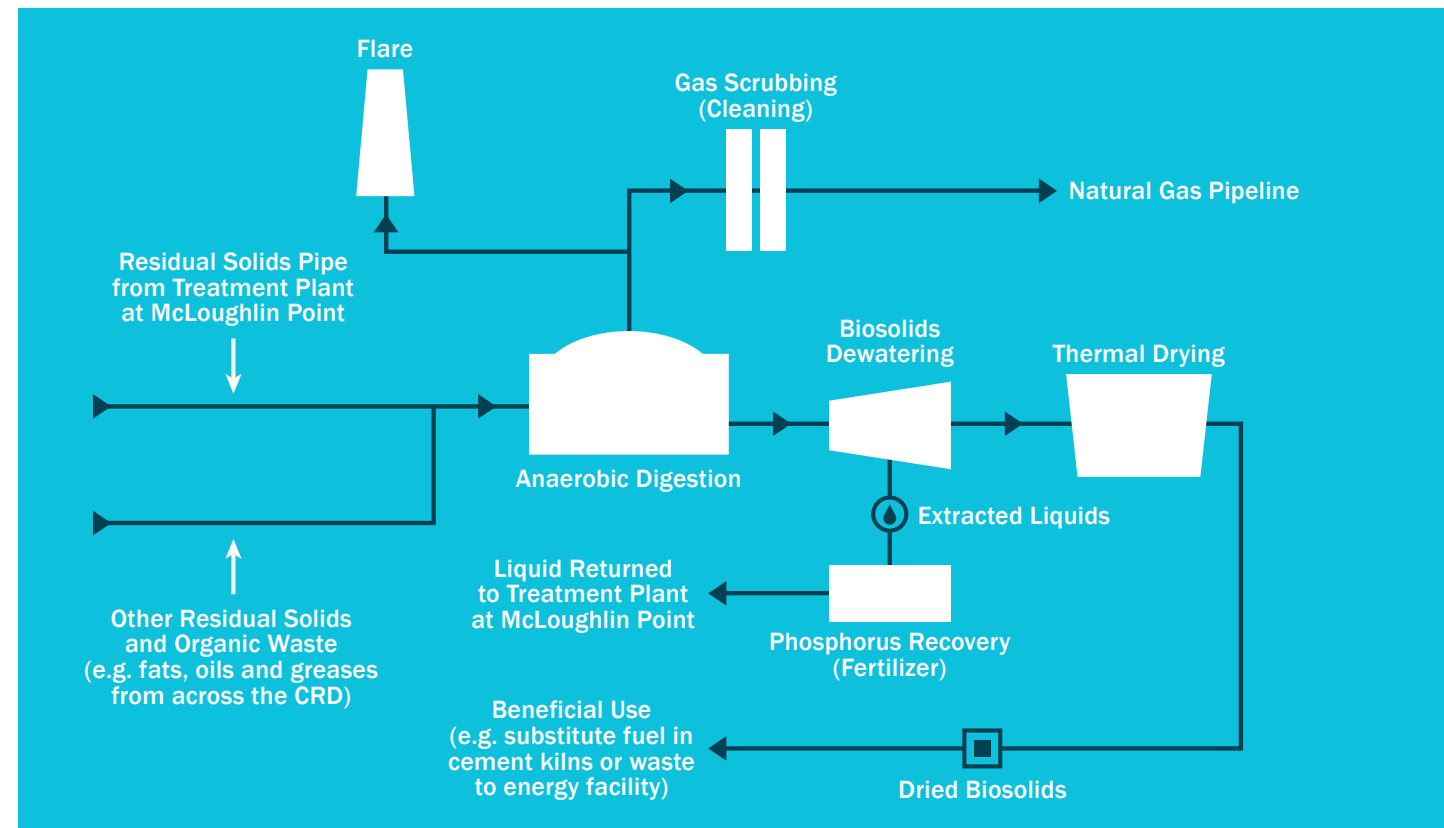 Flare
Gas Scrubbing
(Cleaning)
Natural Gas Pipeline
Residual Solids Pipe
from Treatment Plant
at McLoughlin Point
Biosolids
Dewatering
Thermal Drying
Anaerobic Digestion
Extracted Liquids
Liquid Returned
to Treatment Plant
at McLoughlin Point
Other Residual Solids
and Organic Waste
(e.g. fats, oils and greases
from across the CRD)
Phosphorus Recovery
(Fertilizer)
Beneficial Use
(e.g. substitute fuel in
cement kilns or waste
to energy facility)
Dried Biosolids